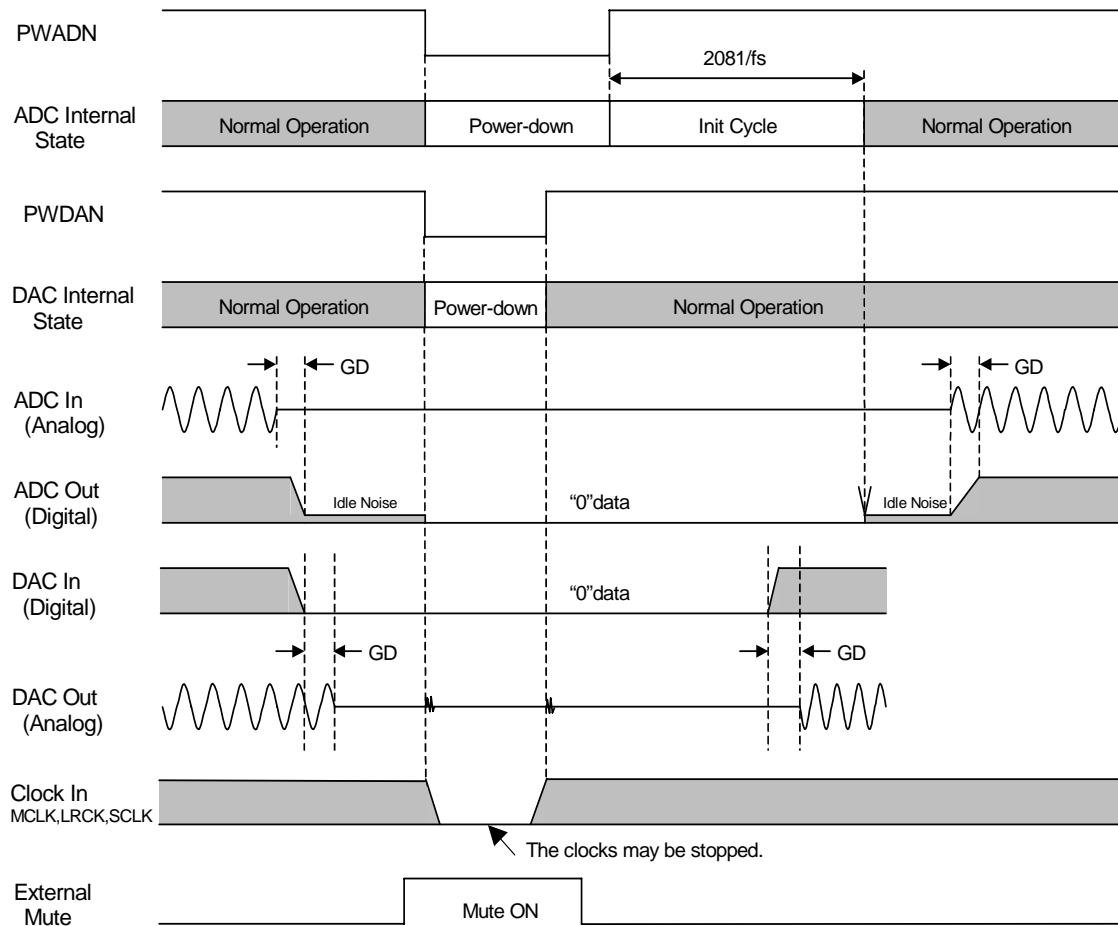 PWADN
2081/fs
ADC Internal
State
Normal Operation
Power-down
Init Cycle
Normal Operation
PWDAN
DAC Internal
State
Normal Operation
Power-down
Normal Operation
GD
GD
ADC In
(Analog)
ADC Out
(Digital)
Idle Noise
“0”data
Idle Noise
DAC In
(Digital)
“0”data
GD
GD
DAC Out
(Analog)
Clock In
MCLK,LRCK,SCLK
The clocks may be stopped.
External
Mute
Mute ON